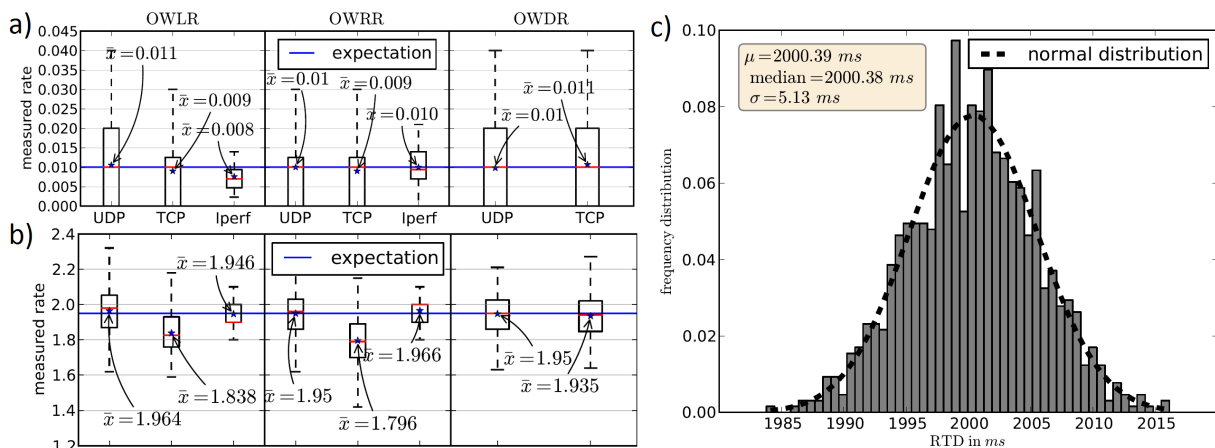 a)
OWLR
OWRR
OWDR
measured rate
0.045
0.040
0.035
0.030
0.025
0.020
0.015
0.010
0.005
0.000
x̄=0.011
x̄=0.009
x̄=0.008
expectation
x̄=0.01
x̄=0.009
x̄=0.010
x̄=0.011
x̄=0.01
UDP TCP Iperf
UDP TCP Iperf
UDP TCP
b)
measured rate
2.4
2.2
2.0
1.8
1.6
1.4
1.2
x̄=1.946
x̄=1.838
x̄=1.964
expectation
x̄=1.966
x̄=1.95
x̄=1.796
x̄=1.95
x̄=1.935
c)
frequency distribution
0.10
0.08
0.06
0.04
0.02
0.00
μ=2000.39 ms
median=2000.38 ms
σ=5.13 ms
normal distribution
1985 1990 1995 2000 2005 2010 2015
RTD in ms